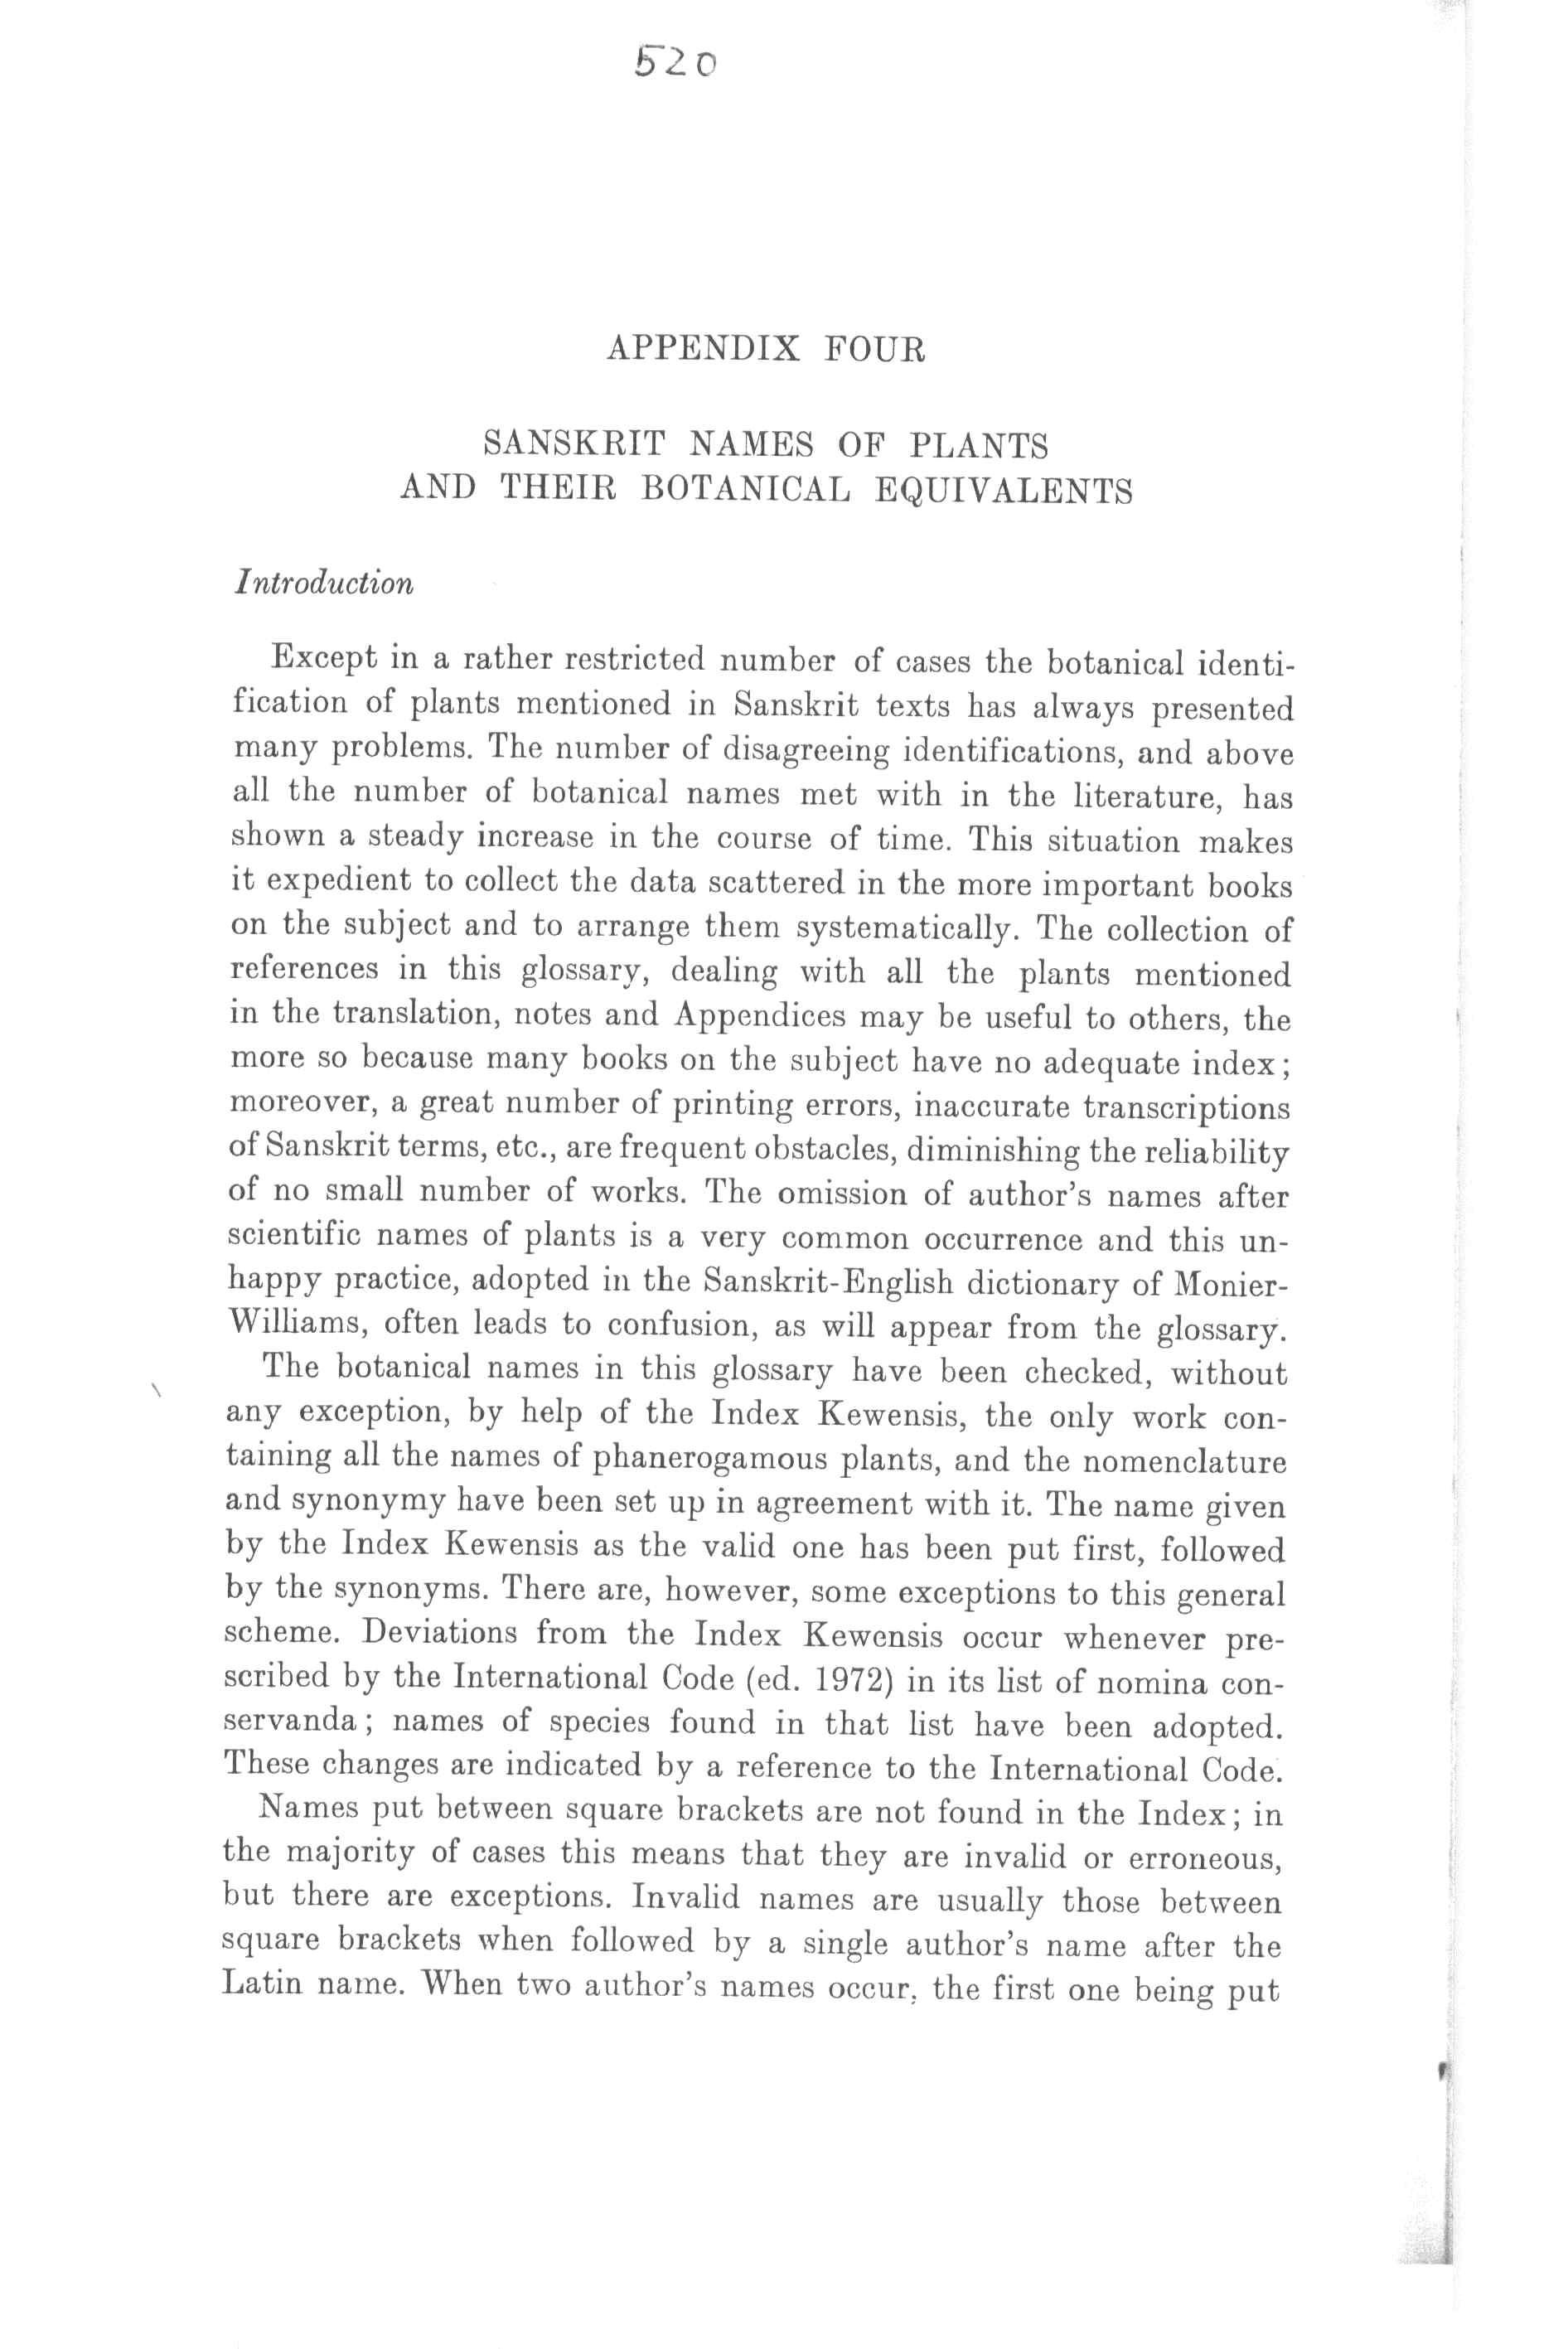 520
APPENDIX FOUR
SANSKRIT NAMES OF PLANTS
AND THEIR BOTANICAL EQUIVALENTS
Introduction
Except in a rather restricted number of cases the botanical identi-
fication of plants mentioned in Sanskrit texts has always presented
many problems. The number of disagreeing identifications, and above
all the number of botanical names met with in the literature, has
shown a steady increase in the course of time. This situation makes
it expedient to collect the data scattered in the more important books
on the subject and to arrange them systematically. The collection of
references in this glossary, dealing with all the plants mentioned
in the translation, notes and Appendices may be useful to others, the
more so because many books on the subject have no adequate index;
moreover, a great number of printing errors, inaccurate transcriptions
of Sanskrit terms, etc., are frequent obstacles, diminishing the reliability
of no small number of works. The omission of author's names after
scientific names of plants is a very common occurrence and this un-
happy practice, adopted in the Sanskrit-English dictionary of Monier-
Williams, often leads to confusion, as will appear from the glossary.
The botanical names in this glossary have been checked, without
any exception, by help of the Index Kewensis, the only work con-
taining all the names of phanerogamous plants, and the nomenclature
and synonymy have been set up in agreement with it. The name given
by the Index Kewensis as the valid one has been put first, followed
by the synonyms. There are, however, some exceptions to this general
scheme. Deviations from the Index Kewensis occur whenever pre-
scribed by the International Code (ed. 1972) in its list of nomina con-
servanda; names of species found in that list have been adopted.
These changes are indicated by a reference to the International Code.
Names put between square brackets are not found in the Index; in
the majority of cases this means that they are invalid or erroneous,
but there are exceptions. Invalid names are usually those between
square brackets when followed by a single author's name after the
Latin name. When two author's names occur, the first one being put